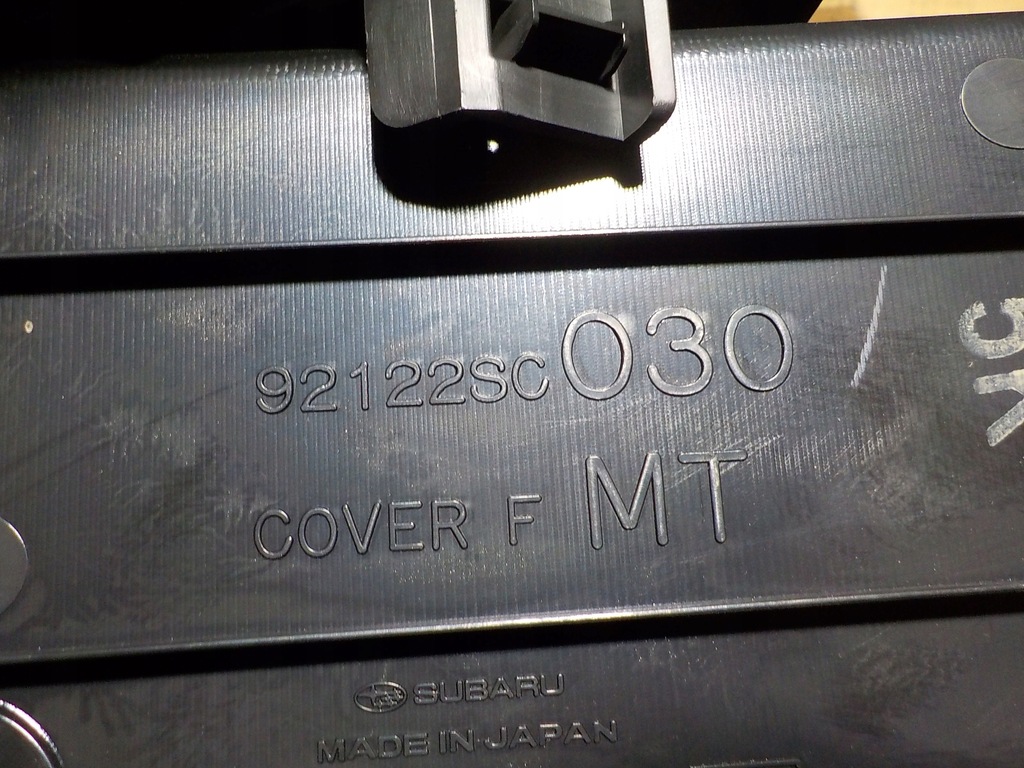 92122SC030
COVER F MT
SUBARU
MADE IN JAPAN